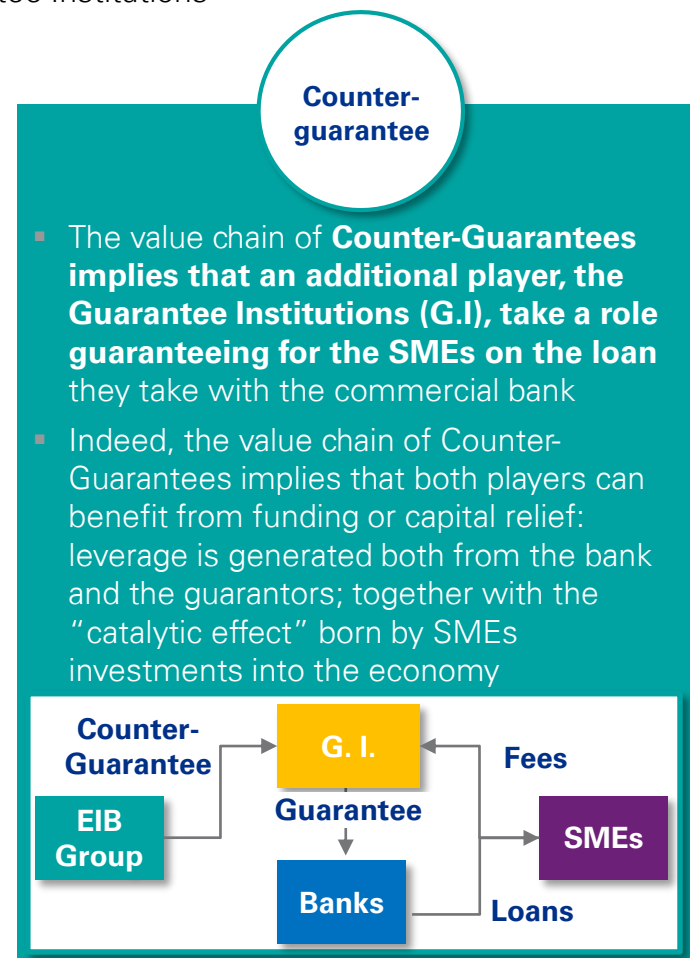 Counter-
guarantee
▪ The value chain of Counter-Guarantees
implies that an additional player, the
Guarantee Institutions (G.I), take a role
guaranteeing for the SMEs on the loan
they take with the commercial bank
▪ Indeed, the value chain of Counter-
Guarantees implies that both players can
benefit from funding or capital relief:
leverage is generated both from the bank
and the guarantors; together with the
“catalytic effect” born by SMEs
investments into the economy
Counter-
Guarantee
G. I.
Fees
EIB
Group
Guarantee
SMEs
Banks
Loans